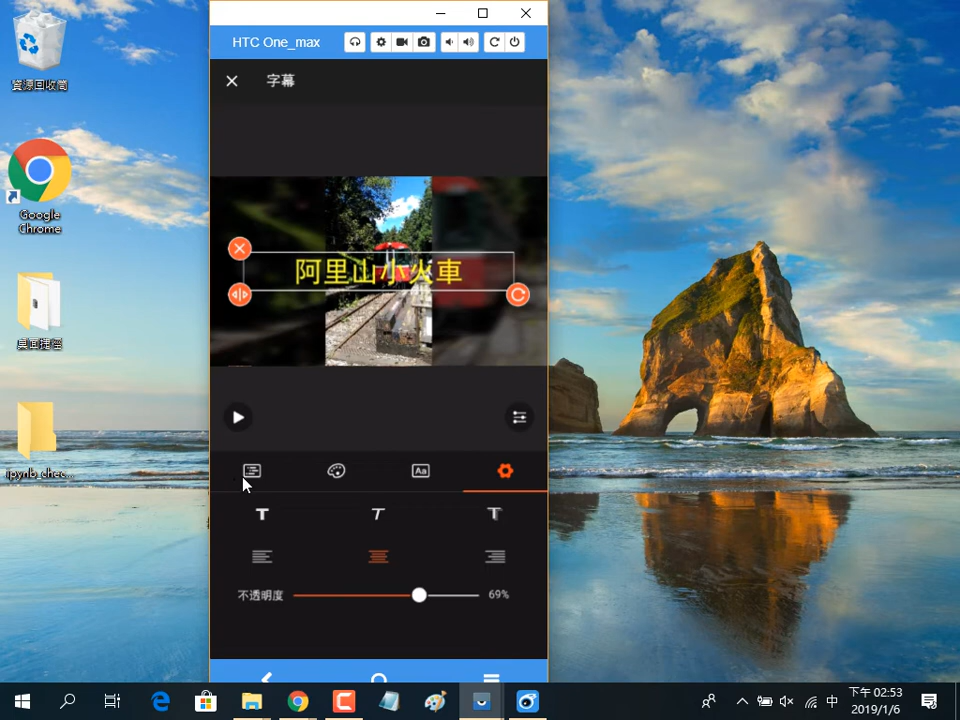 HTC One_max
資源回收筒
字幕
Google
Chrome
阿里山小火車
桌面捷徑
ipynb_chec...
Aa
T
T
T
不透明度
69%
中
下午 02:53
2019/1/6